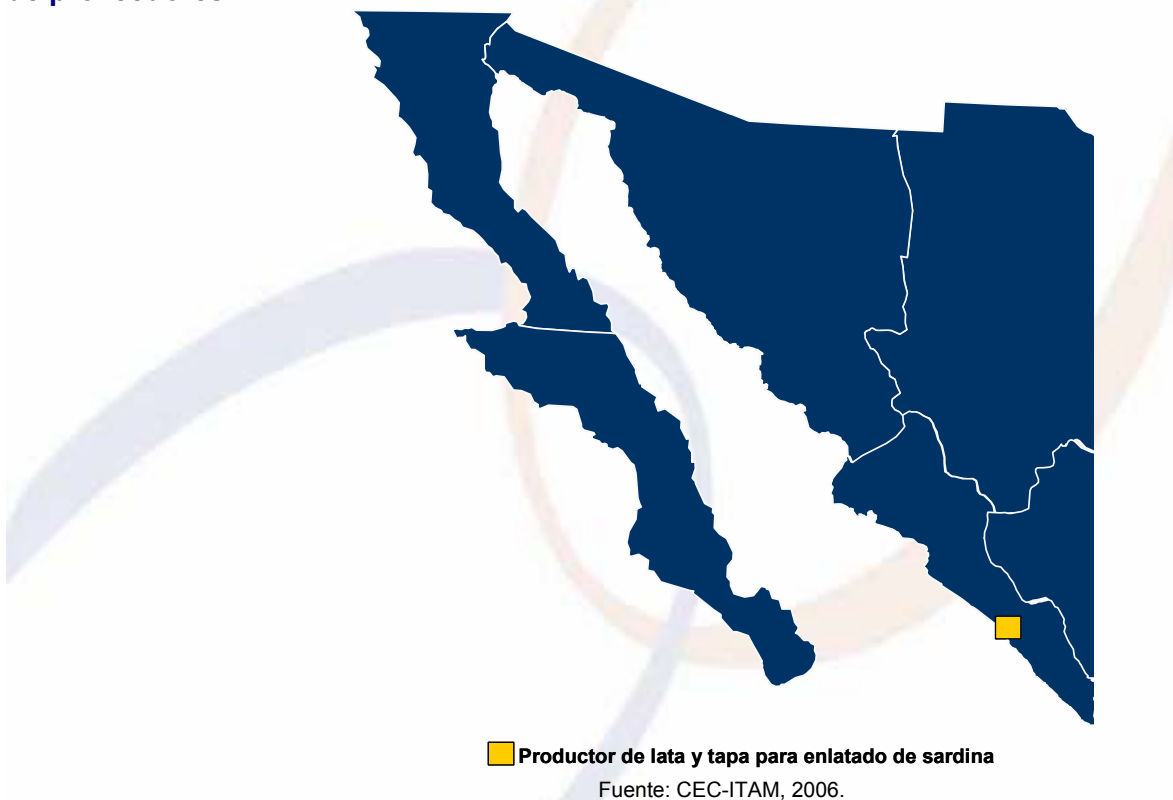 Productor de lata y tapa para enlatado de sardina
Fuente: CEC-ITAM, 2006.